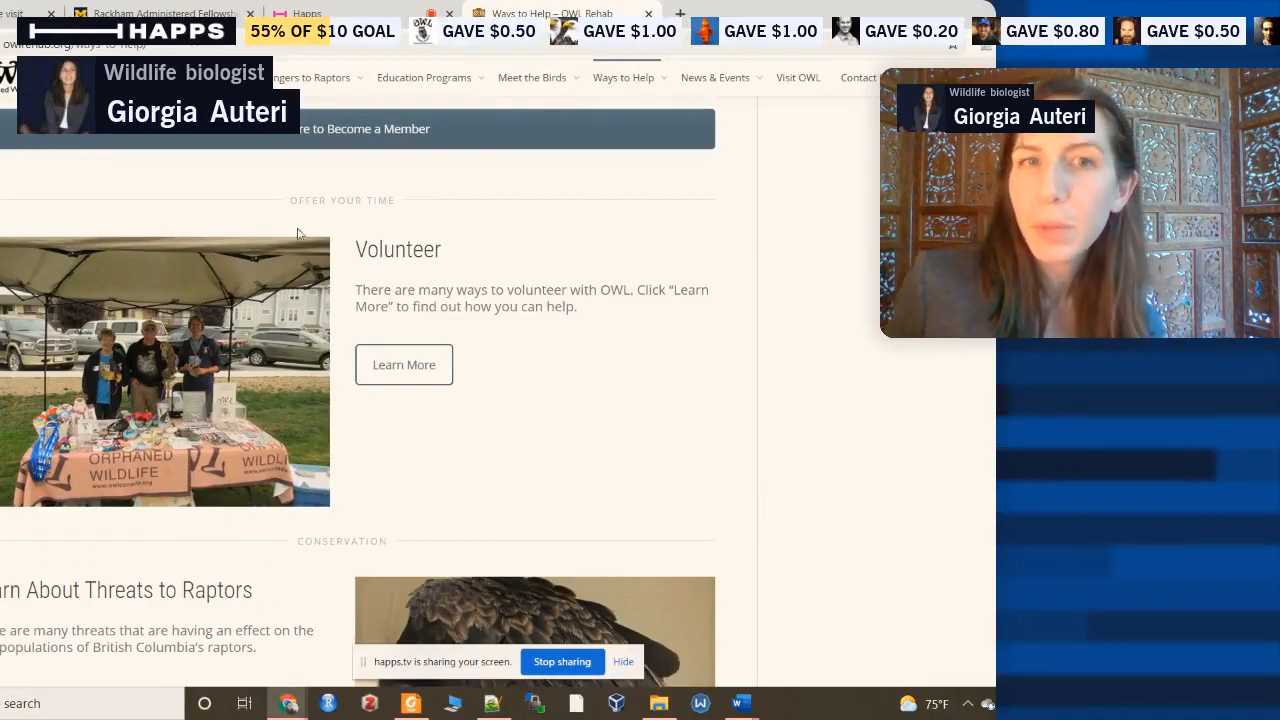 e visit
Rackham Administered Fellowsh
Happs
Ways to Help – OWL Rehab
HAPPS
55% OF $10 GOAL
GAVE $0.50
GAVE $1.00
GAVE $1.00
GAVE $0.20
GAVE $0.80
GAVE $0.50
Wildlife biologist
Giorgia Auteri
ngers to Raptors
Education Programs
Meet the Birds
Ways to Help
News & Events
Visit OWL
Contact
Wildlife biologist
Giorgia Auteri
re to Become a Member
OFFER YOUR TIME
Volunteer
There are many ways to volunteer with OWL. Click “Learn
More” to find out how you can help.
Learn More
ORPHANED
WILDLIFE
WILDLI
CONSERVATION
arn About Threats to Raptors
e are many threats that are having an effect on the
populations of British Columbia's raptors.
happs.tv is sharing your screen.
Stop sharing
Hide
e search
75°F